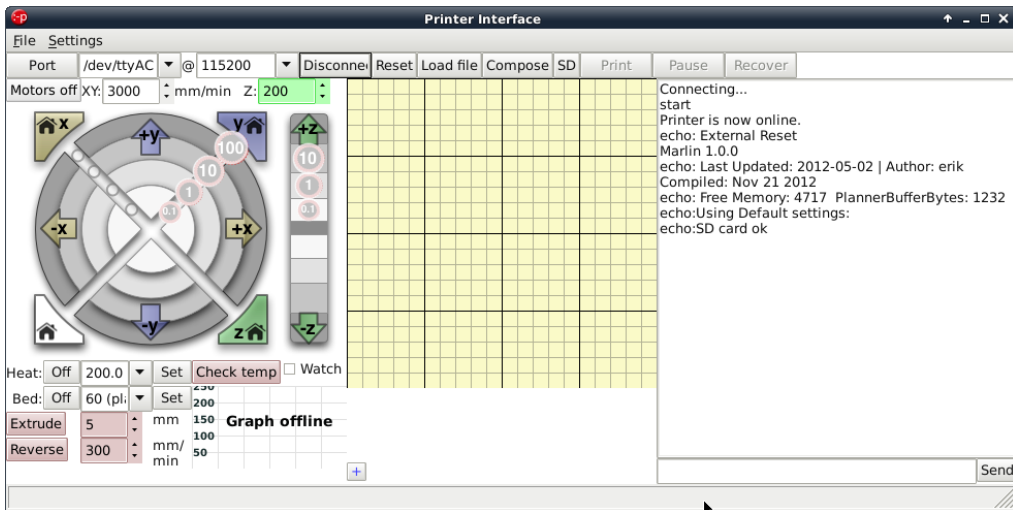 Printer Interface
File Settings
Port /dev/ttyAC @ 115200 Disconne Reset Load file Compose SD Print Pause Recover
Motors off XY: 3000 mm/min Z: 200
x y +z
+y 100
10 10
1 1
0.1 0.1
-x +x
-y z -z
Heat: Off 200.0 Set Check temp Watch
Bed: Off 60 (pla Set
Extrude 5 mm
Reverse 300 mm/
min
250
200
150 Graph offline
100
50
+
Connecting...
start
Printer is now online.
echo: External Reset
Marlin 1.0.0
echo: Last Updated: 2012-05-02 | Author: erik
Compiled: Nov 21 2012
echo: Free Memory: 4717 PlannerBufferBytes: 1232
echo:Using Default settings:
echo:SD card ok
Send